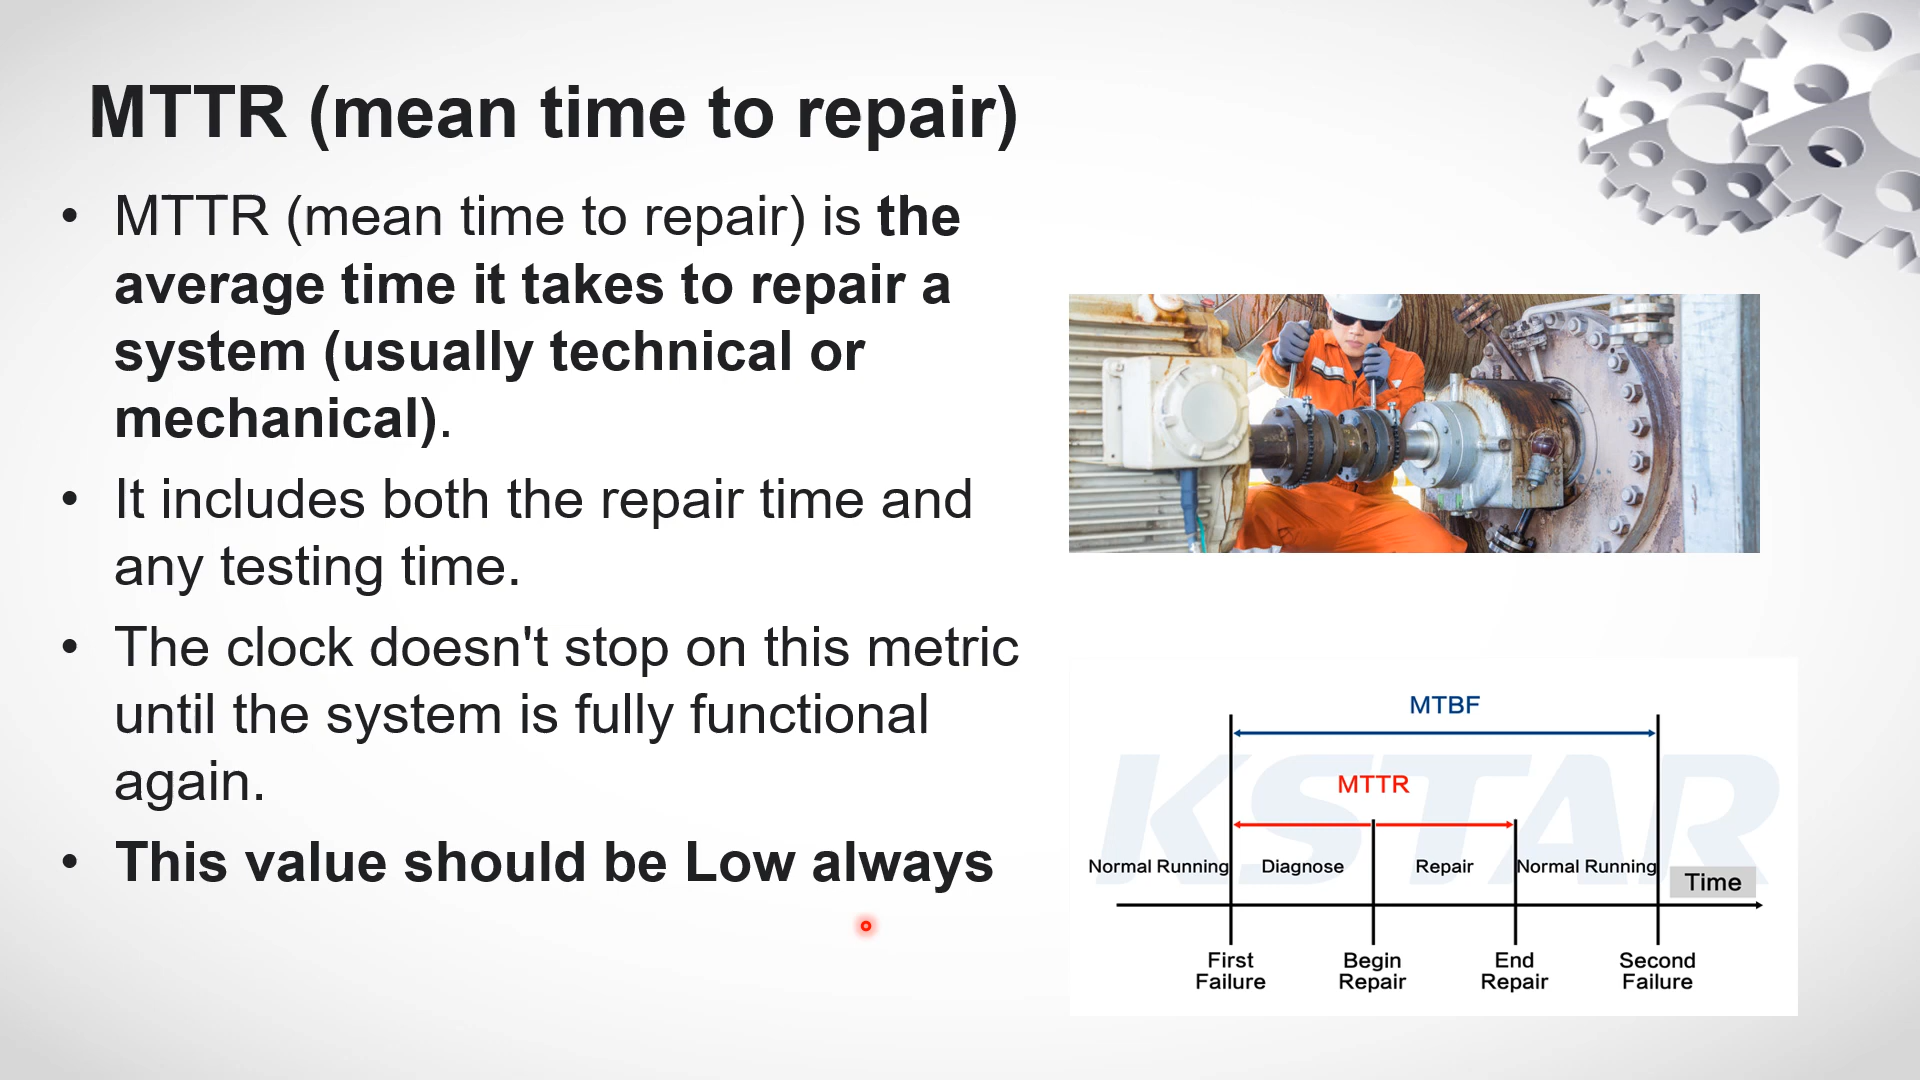 MTTR (mean time to repair)
• MTTR (mean time to repair) is the
average time it takes to repair a
system (usually technical or
mechanical).
• It includes both the repair time and
any testing time.
• The clock doesn't stop on this metric
until the system is fully functional
again.
• This value should be Low always
KSTAR
MTBF
MTTR
Normal Running
Diagnose
Repair
Normal Running
Time
First
Failure
Begin
Repair
End
Repair
Second
Failure